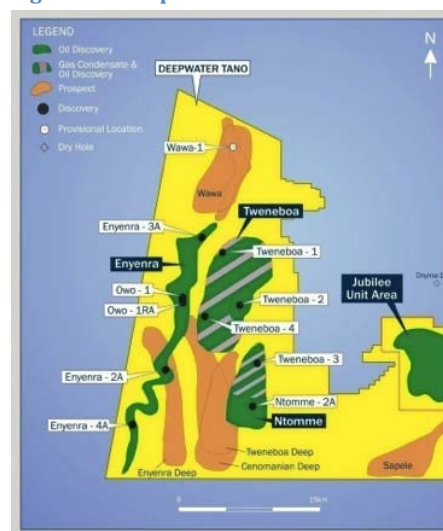 LEGEND
Oil Discovery
Gas Condensate &
Oil Discovery
Prospect
Discovery
Provisional Location
Dry Hole
N
DEEPWATER TANO
Wawa-1
Wawa
Tweneboa
Enyenra - 3A
Tweneboa - 1
Enyenra
Jubilee
Unit Area
Owo - 1
Owo - 1RA
Tweneboa - 2
Tweneboa - 4
Tweneboa - 3
Enyenra - 2A
Ntomme - 2A
Ntomme
Enyenra - 4A
Tweneboa Deep
Cenomanian Deep
Enyenra Deep
Sapele
0
15km